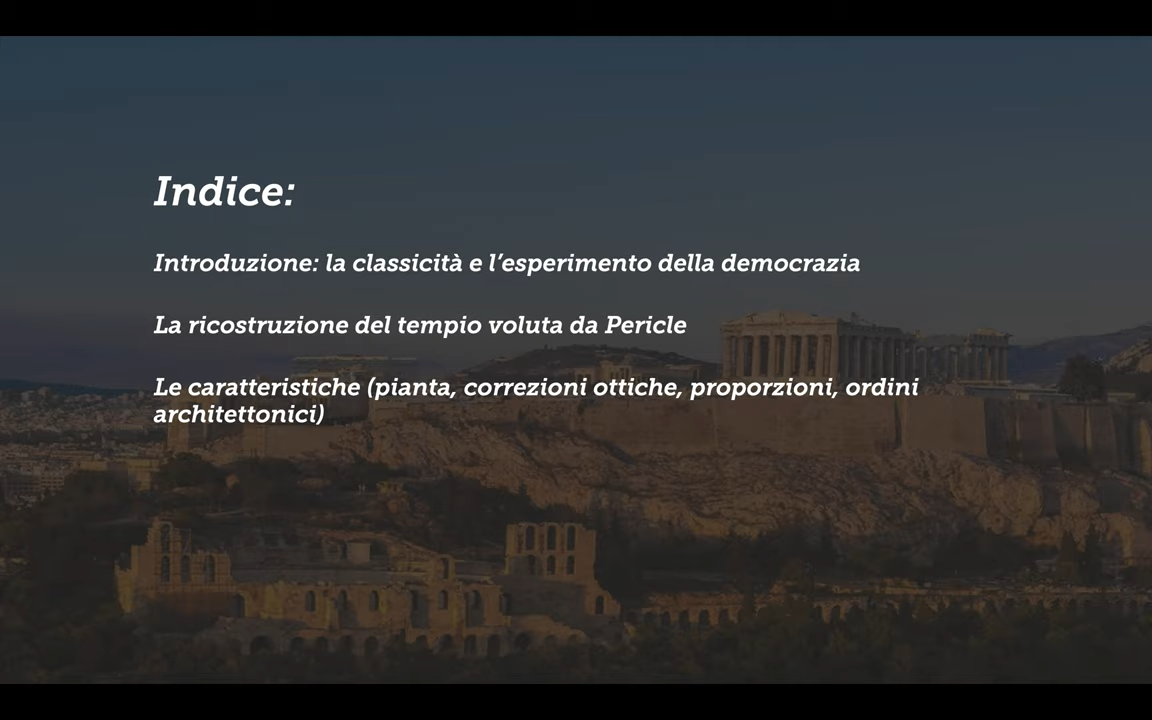 Indice:
Introduzione: la classicità e l’esperimento della democrazia
La ricostruzione del tempio voluta da Pericle
Le caratteristiche (pianta, correzioni ottiche, proporzioni, ordini
architettonici)